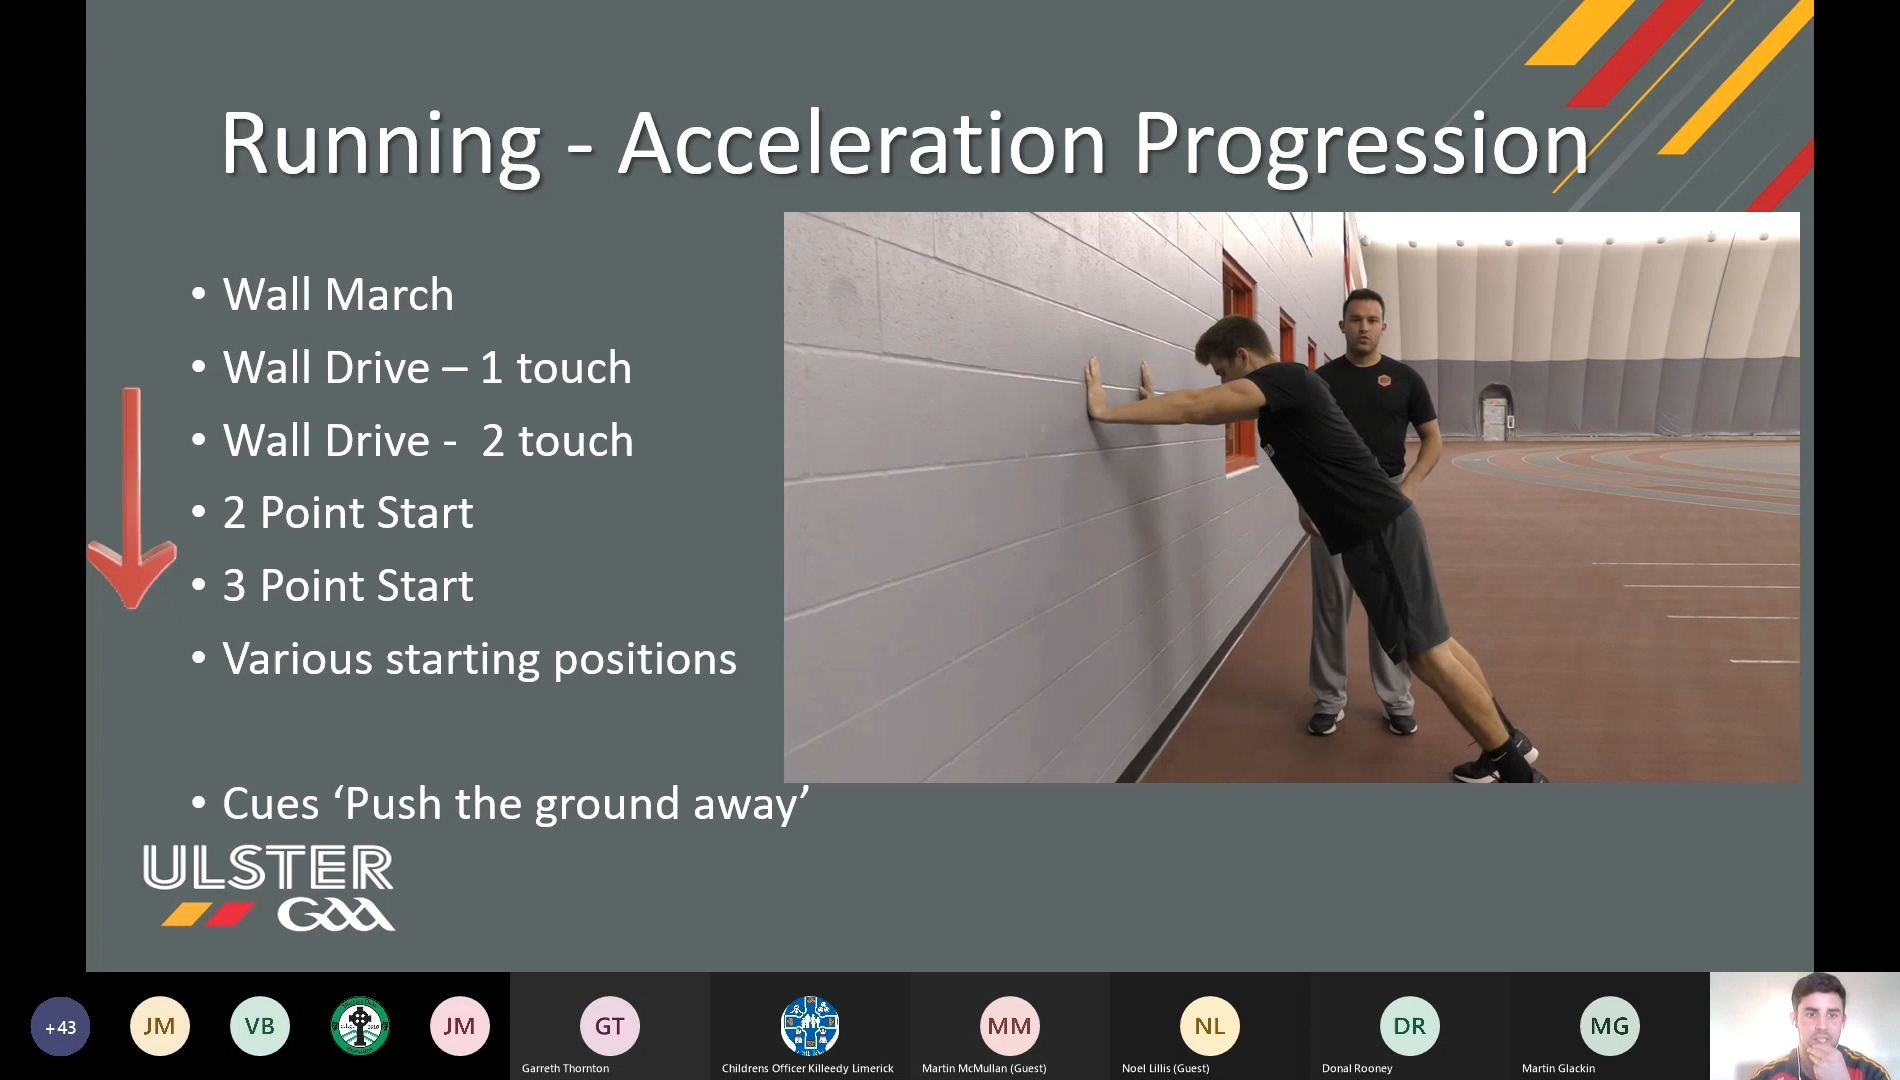 Running - Acceleration Progression
• Wall March
• Wall Drive – 1 touch
• Wall Drive - 2 touch
• 2 Point Start
• 3 Point Start
• Various starting positions
• Cues ‘Push the ground away’
ULSTER
GAA
+43
JM
VB
JM
GT
MM
NL
DR
MG
Garreth Thornton
Childrens Officer Killeedy Limerick
Martin McMullan (Guest)
Noel Lillis (Guest)
Donal Rooney
Martin Glackin